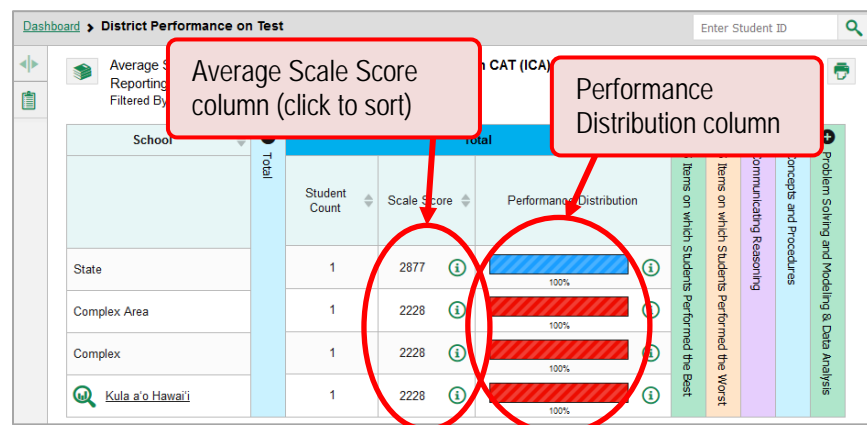 Dashboard > District Performance on Test
Enter Student ID
Average
CAT (ICA)
Reporting
Filtered By
Average Scale Score
column (click to sort)
Performance
Distribution column
School
Total
Student
Count
Scale Score
Performance Distribution
Items on which Students Performed the Best
Items on which Students Performed the Worst
Communicating Reasoning
Concepts and Procedures
Problem Solving and Modeling & Data Analysis
State
1
2877
100%
Complex Area
1
2228
100%
Complex
1
2228
100%
Kula a'o Hawai'i
1
2228
100%